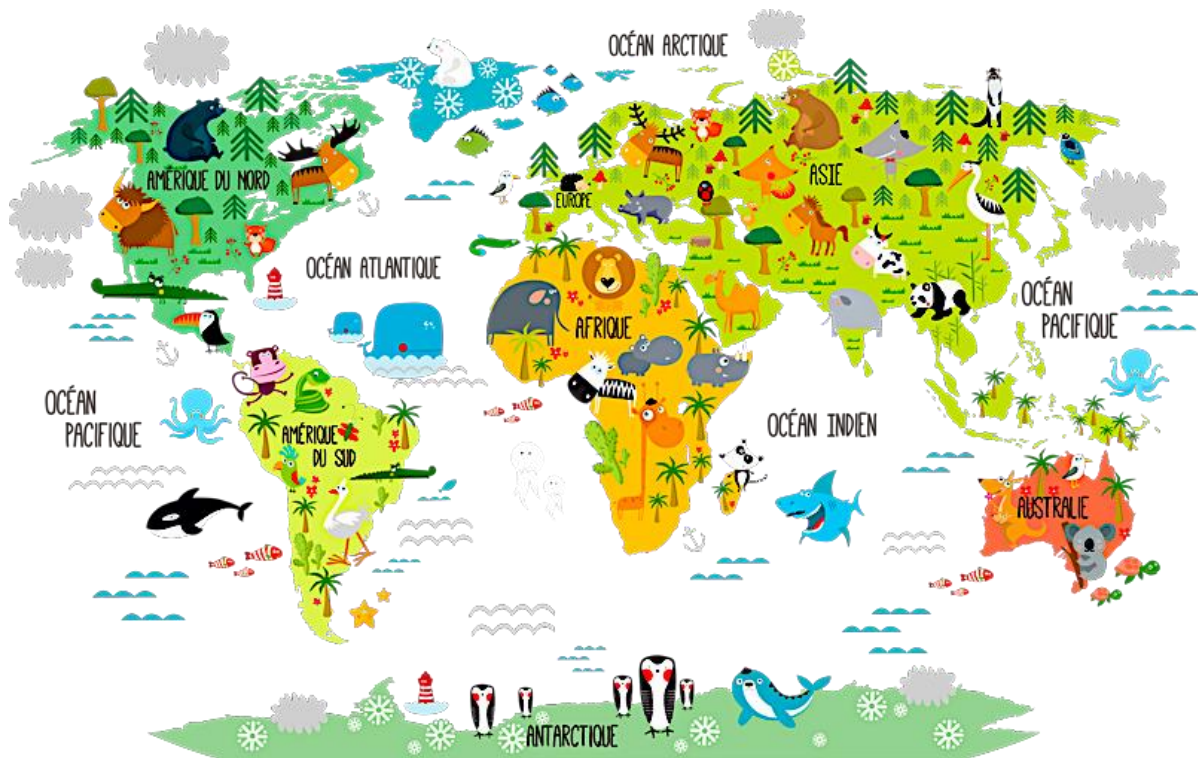 OCÉAN ARCTIQUE
AMÉRIQUE DU NORD
EUROPE
ASIE
OCÉAN ATLANTIQUE
AFRIQUE
OCÉAN
PACIFIQUE
OCÉAN
PACIFIQUE
AMÉRIQUE
DU SUD
OCÉAN INDIEN
AUSTRALIE
ANTARCTIQUE